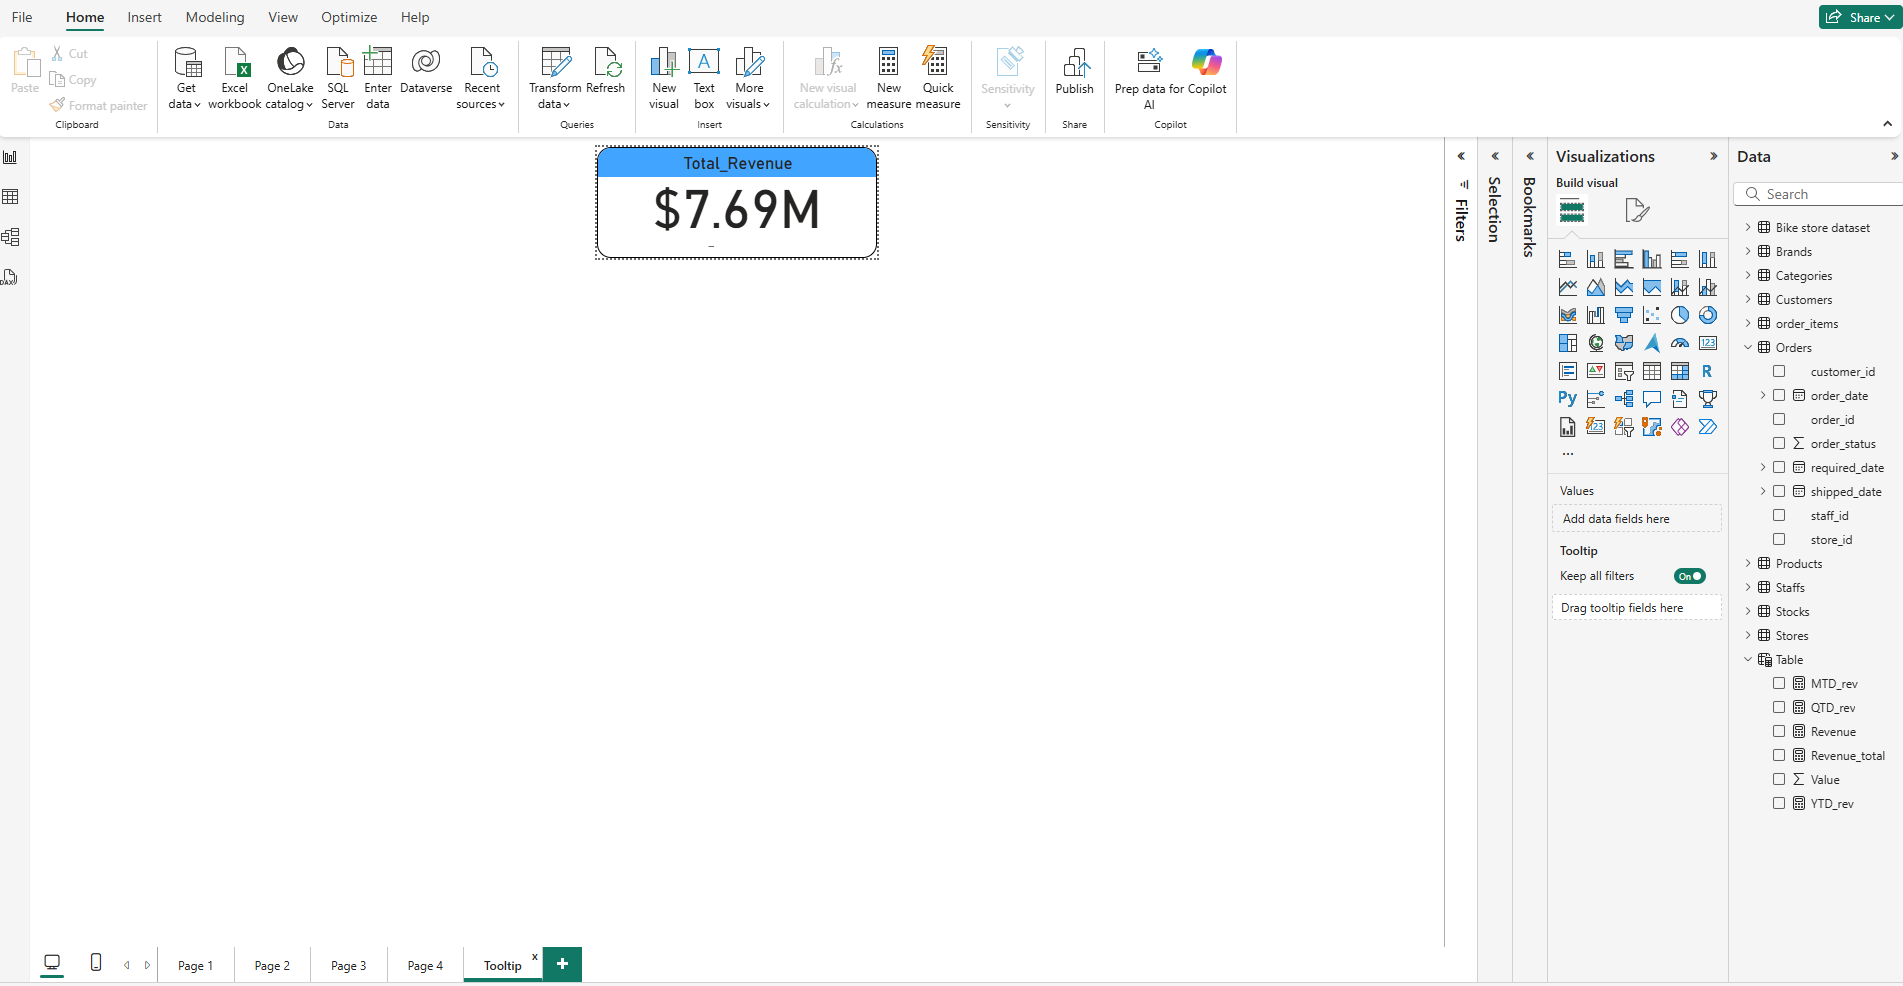 File
Home
Insert
Modeling
View
Optimize
Help
Share
Paste
Cut
Copy
Format painter
Clipboard
Get data
Excel workbook
OneLake catalog
SQL Server
Enter data
Dataverse
Recent sources
Data
Transform data
Refresh
Queries
New visual
Text box
More visuals
Insert
New visual calculation
New measure
Quick measure
Calculations
Sensitivity
Sensitivity
Publish
Share
Prep data for AI
Copilot
Copilot
Total_Revenue
$7.69M
Filters
Selection
Bookmarks
Visualizations
Build visual
Values
Add data fields here
Tooltip
Keep all filters
On
Drag tooltip fields here
Data
Search
Bike store dataset
Brands
Categories
Customers
order_items
Orders
customer_id
order_date
order_id
order_status
required_date
shipped_date
staff_id
store_id
Products
Staffs
Stocks
Stores
Table
MTD_rev
QTD_rev
Revenue
Revenue_total
Value
YTD_rev
Page 1
Page 2
Page 3
Page 4
Tooltip